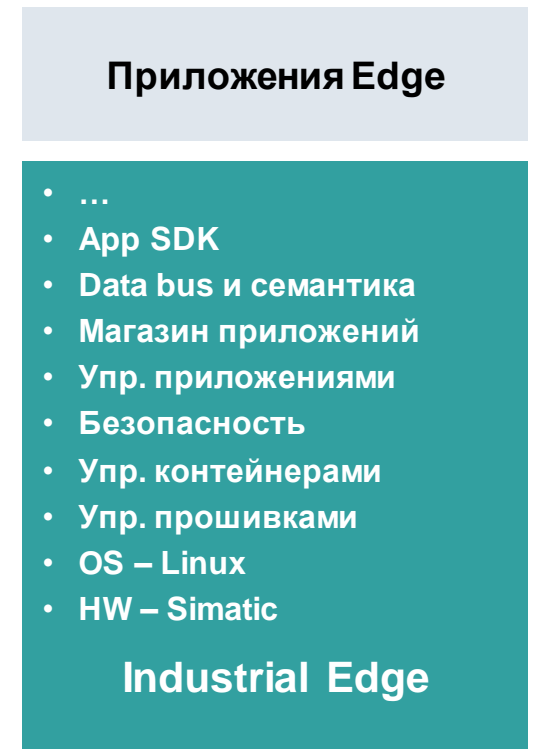 Приложения Edge
• …
• App SDK
• Data bus и семантика
• Магазин приложений
• Упр. приложениями
• Безопасность
• Упр. контейнерами
• Упр. прошивками
• OS – Linux
• HW – Simatic
Industrial Edge